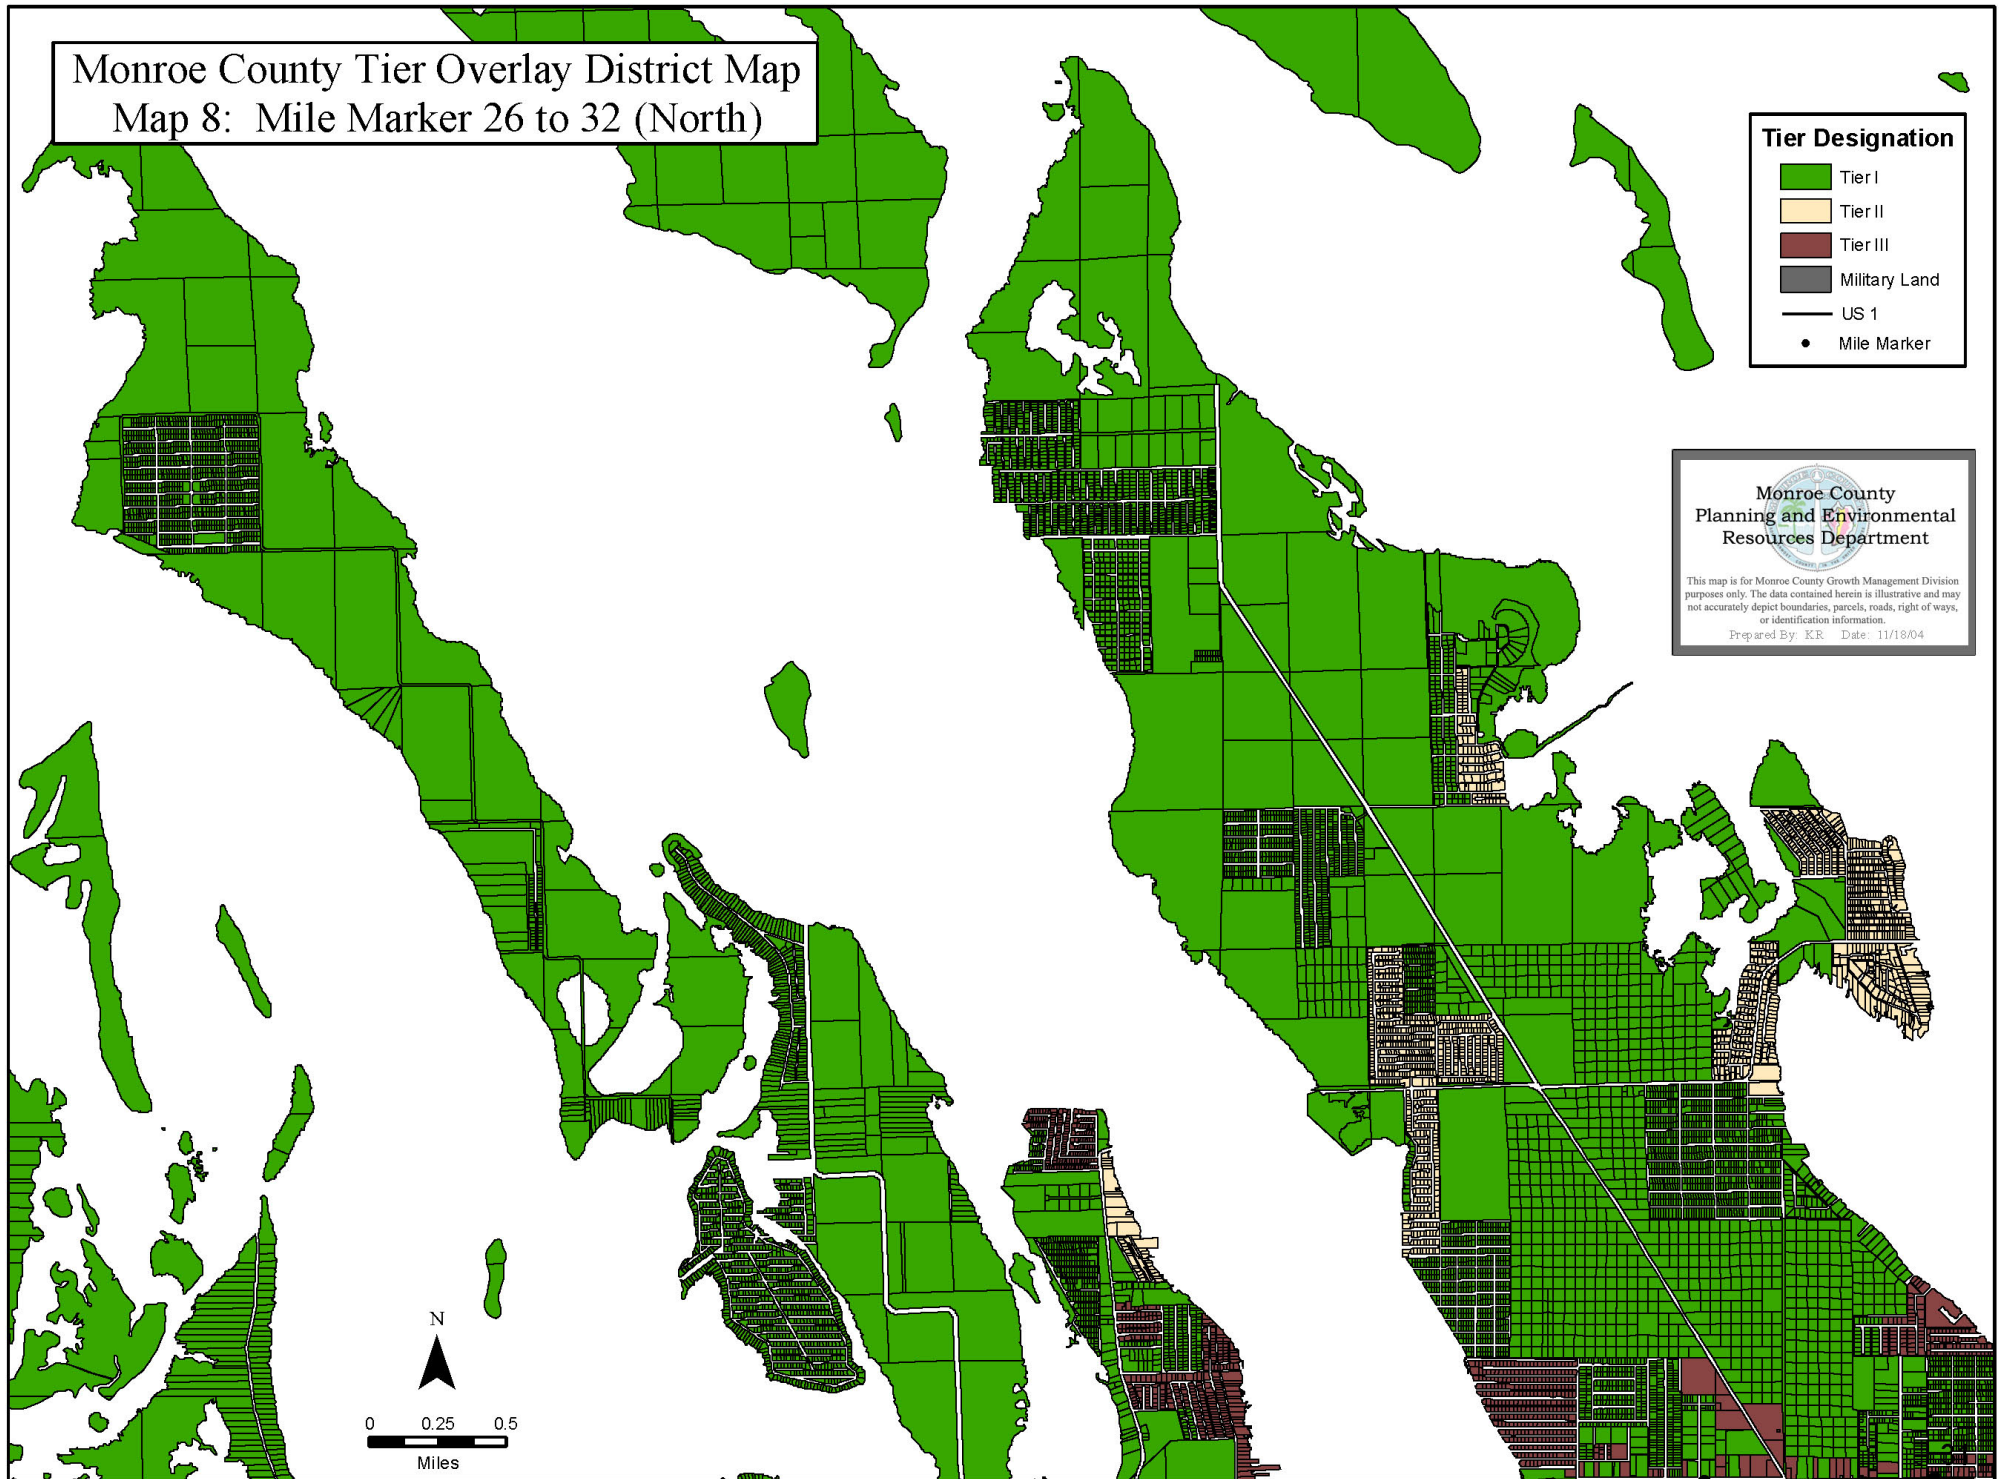 Monroe County Tier Overlay District Map
Map 8: Mile Marker 26 to 32 (North)
Tier Designation
Tier I
Tier II
Tier III
Military Land
US 1
Mile Marker
Monroe County
Planning and Environmental
Resources Department
This map is for Monroe County Growth Management Division
purposes only. The data contained herein is illustrative and may
not accurately depict boundaries, parcels, roads, right of ways,
or identification information.
Prepared By: KR Date: 11/18/04
N
0 0.25 0.5
Miles